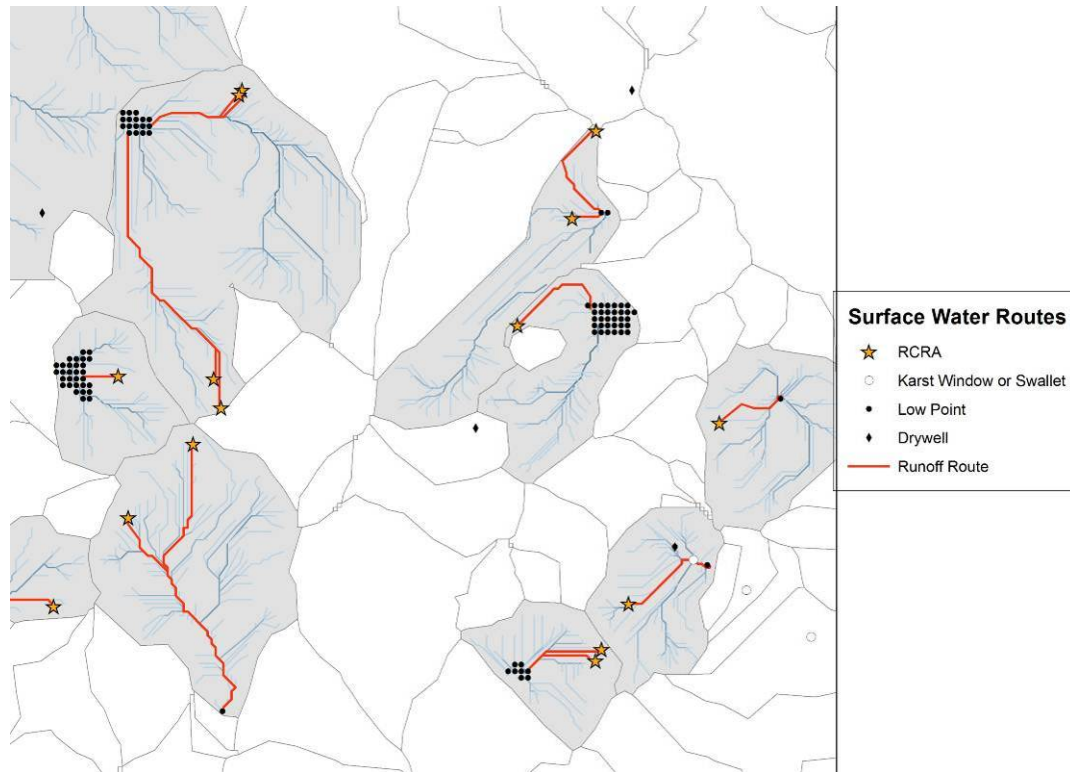 Surface Water Routes
RCRA
Karst Window or Swallet
Low Point
Drywell
Runoff Route